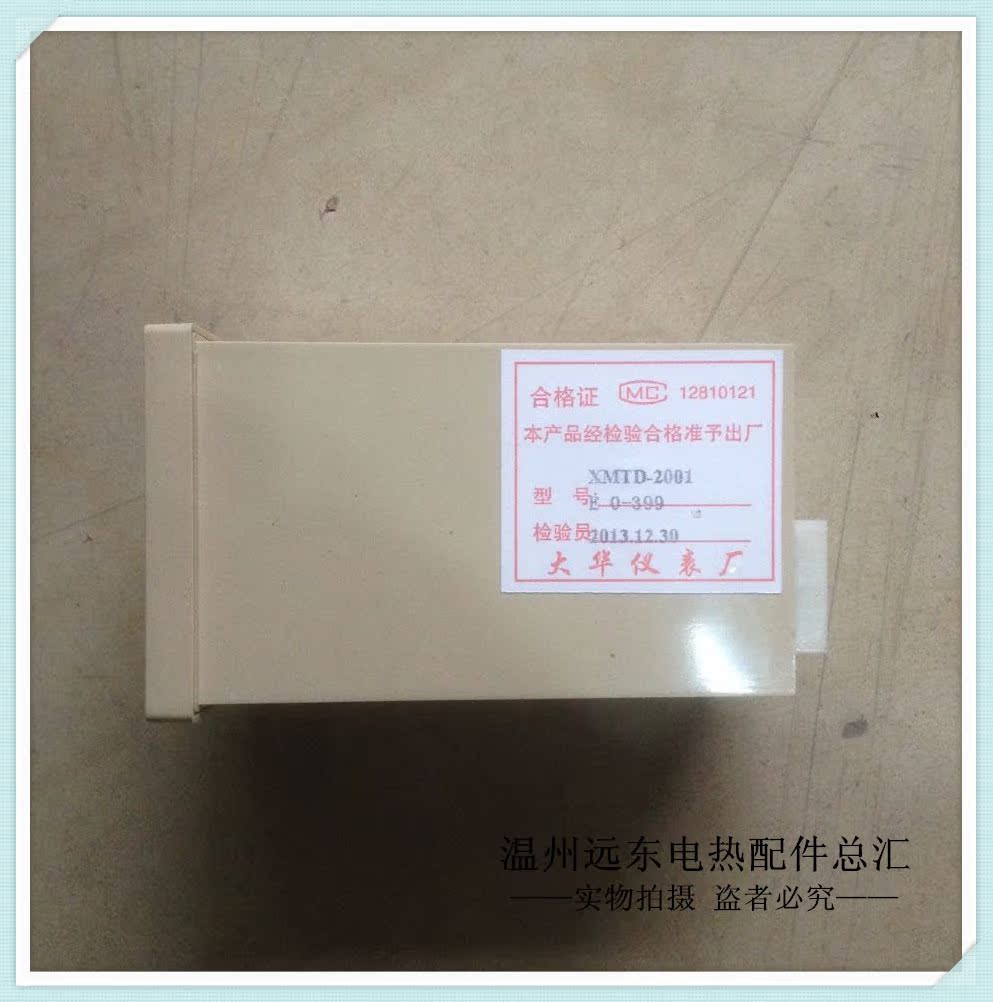 合格证 MC 12810121
本产品经检验合格准予出厂
XMTD-2001
型 号 E 0-399
检验员 2013.12.30
大华仪表厂
温州远东电热配件总汇
——实物拍摄 盗者必究——